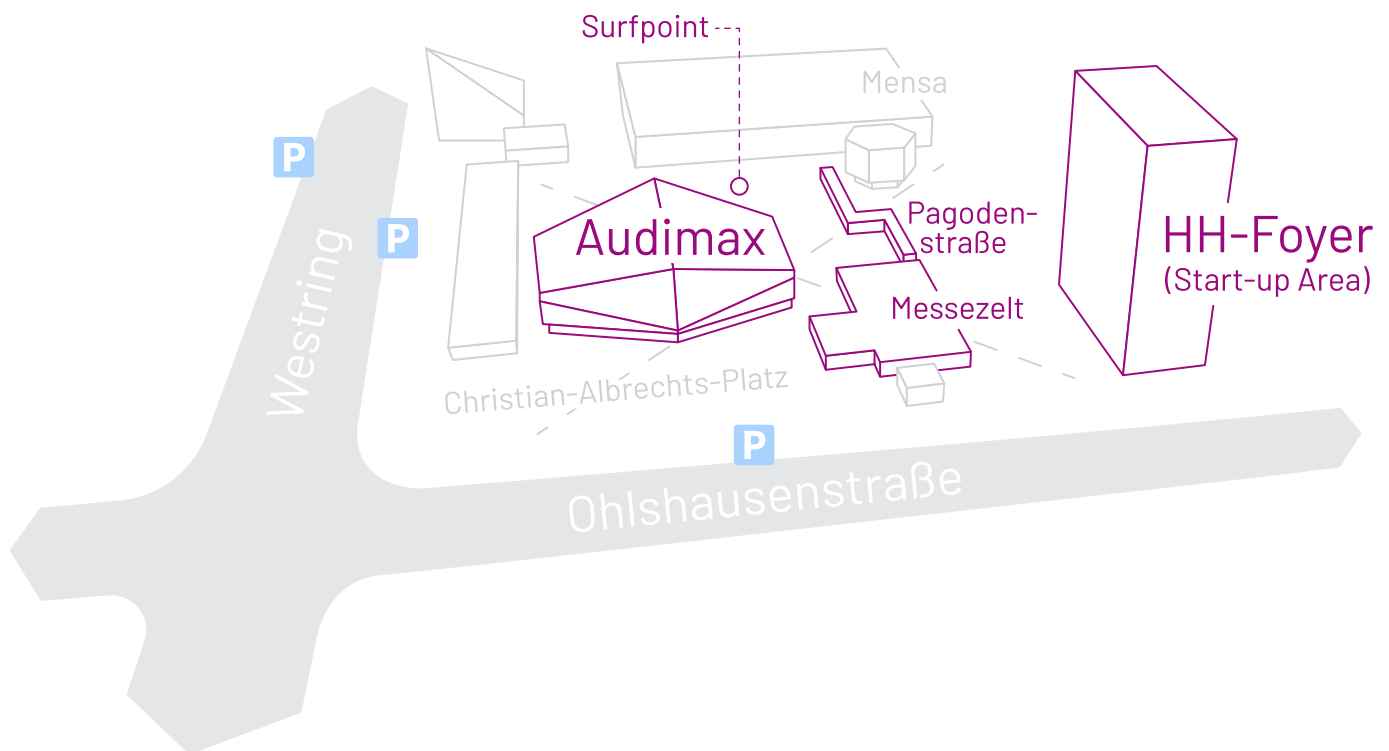 Surfpoint
Mensa
P
P
Audimax
Pagoden-
straße
HH-Foyer
(Start-up Area)
Messezelt
Westring
Christian-Albrechts-Platz
P
Ohlshausenstraße